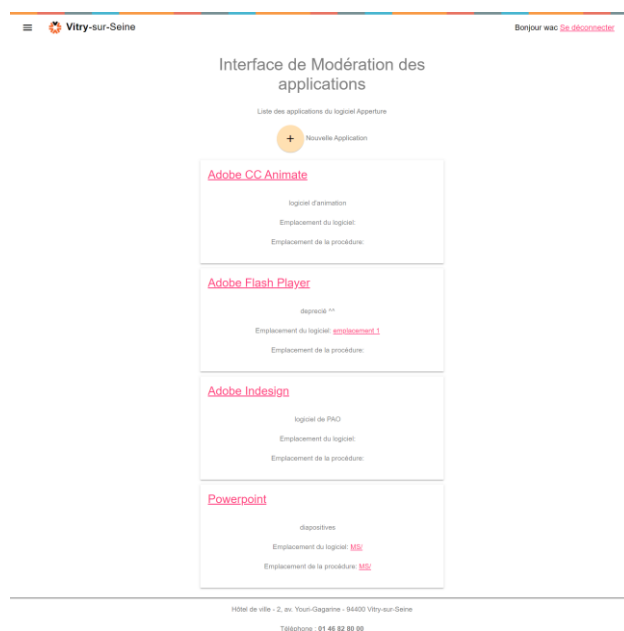 Vitry-sur-Seine
Bonjour wac Se déconnecter
Interface de Modération des
applications
Liste des applications du logiciel Apperture
+ Nouvelle Application
Adobe CC Animate
logiciel d'animation
Emplacement du logiciel:
Emplacement de la procédure:
Adobe Flash Player
deprecié ^^
Emplacement du logiciel: emplacement 1
Emplacement de la procédure:
Adobe Indesign
logiciel de PAO
Emplacement du logiciel:
Emplacement de la procédure:
Powerpoint
diapositives
Emplacement du logiciel: MS/
Emplacement de la procédure: MS/
Hôtel de ville - 2, av. Youri-Gagarine - 94400 Vitry-sur-Seine
Téléphone : 01 46 82 80 00